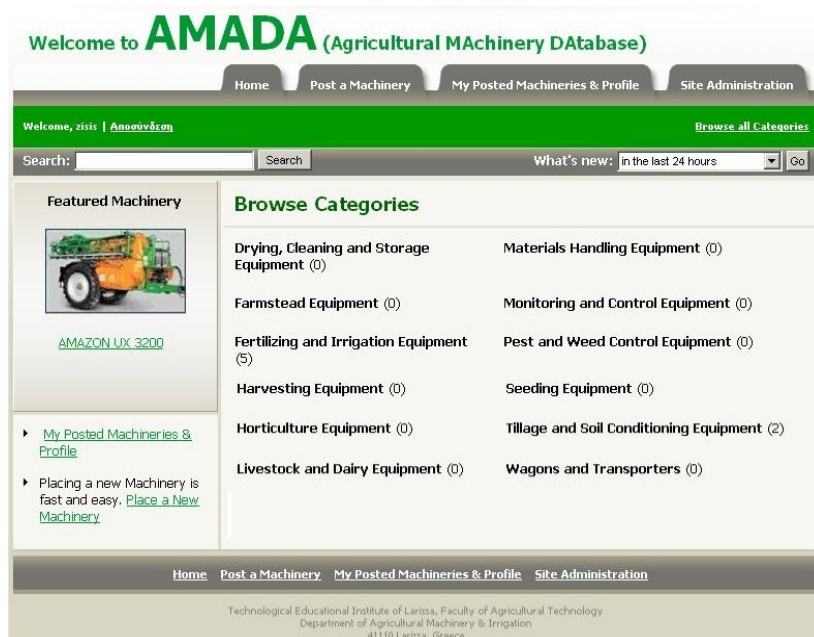 Welcome to AMADA (Agricultural MAchinery DAtabase)
Home Post a Machinery My Posted Machineries & Profile Site Administration
Welcome, zisis | Αποσύνδεση Browse all Categories
Search: Search What's new: in the last 24 hours Go
Featured Machinery
AMAZON UX 3200
My Posted Machineries &
Profile
Placing a new Machinery is
fast and easy. Place a New
Machinery
Browse Categories
Drying, Cleaning and Storage
Equipment (0)
Materials Handling Equipment (0)
Farmstead Equipment (0)
Monitoring and Control Equipment (0)
Fertilizing and Irrigation Equipment
(5)
Pest and Weed Control Equipment (0)
Harvesting Equipment (0)
Seeding Equipment (0)
Horticulture Equipment (0)
Tillage and Soil Conditioning Equipment (2)
Livestock and Dairy Equipment (0)
Wagons and Transporters (0)
Home Post a Machinery My Posted Machineries & Profile Site Administration
Technological Educational Institute of Larissa, Faculty of Agricultural Technology
Department of Agricultural Machinery & Irrigation
41110 Larissa, Greece